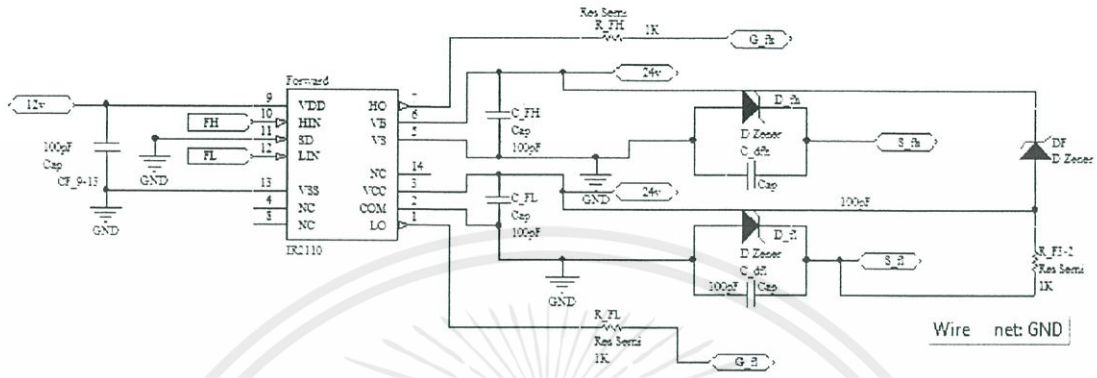 Res Semi
R_FH
1K
G_fh
Forward
24v
12v
9
VDD
HO
7
FH
10
HIN
VB
6
11
SD
VS
5
FL
12
LIN
NC
14
100pF
Cap
CF_9-13
GND
VCC
3
13
VSS
COM
2
4
NC
LO
1
NC
GND
IR2110
C_FH
Cap
100pF
D_fh
D Zener
C_dfh
Cap
S_fh
DF
D Zener
GND
24v
100pF
C_FL
Cap
100pF
D_fl
D Zener
C_dfl
100pF
Cap
S_fl
R_F3-2
Res Semi
1K
GND
R_FL
Res Semi
1K
G_fl
Wire net: GND